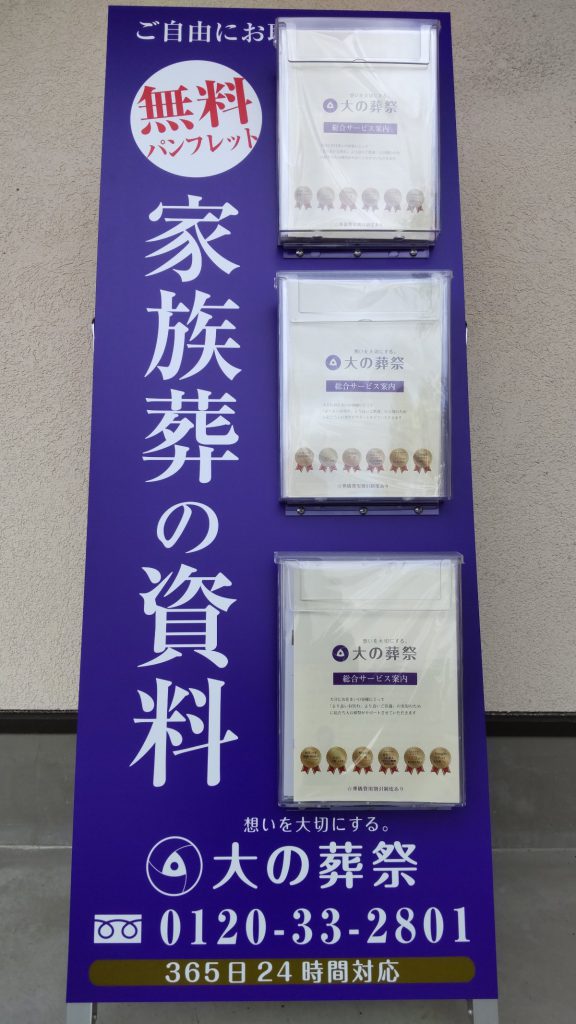 ご自由にお
無料
パンフレット
家族葬の資料
想いを大切にする。
大の葬祭
総合サービス案内
想いを大切にする。
大の葬祭
総合サービス案内
想いを大切にする。
大の葬祭
総合サービス案内
想いを大切にする。
大の葬祭
0120-33-2801
365日24時間対応